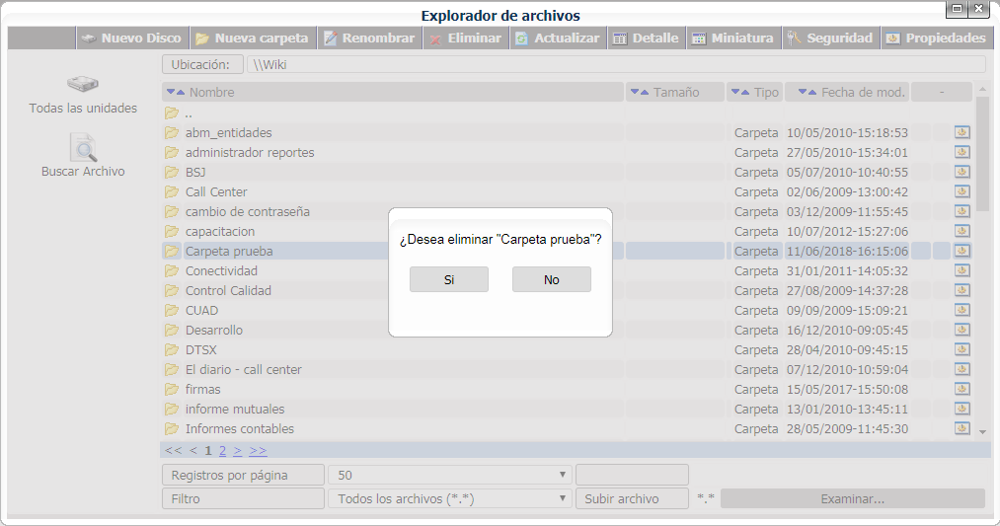 Explorador de archivos
Nuevo Disco Nueva carpeta Renombrar Eliminar Actualizar Detalle Miniatura Seguridad Propiedades
Todas las unidades
Buscar Archivo
Ubicación: \\Wiki
Nombre Tamaño Tipo Fecha de mod. -
..
abm_entidades Carpeta 10/05/2010-15:18:53
administrador reportes Carpeta 27/05/2010-15:34:01
BSJ Carpeta 05/07/2010-10:40:55
Call Center Carpeta 02/06/2009-13:00:42
cambio de contraseña Carpeta 03/12/2009-11:55:45
capacitacion Carpeta 10/07/2012-15:27:06
Carpeta prueba Carpeta 11/06/2018-16:15:06
Conectividad Carpeta 31/01/2011-14:05:32
Control Calidad Carpeta 27/08/2009-14:37:28
CUAD Carpeta 09/09/2009-15:09:21
Desarrollo Carpeta 16/12/2010-09:05:45
DTSX Carpeta 28/04/2010-09:45:15
El diario - call center Carpeta 07/12/2010-10:59:04
firmas Carpeta 15/05/2017-15:50:08
informe mutuales Carpeta 13/01/2010-13:45:11
Informes contables Carpeta 28/05/2009-11:45:30
¿Desea eliminar "Carpeta prueba"?
Si No
<< < 1 2 > >>
Registros por página 50
Filtro Todos los archivos (*.*) Subir archivo *.* Examinar...